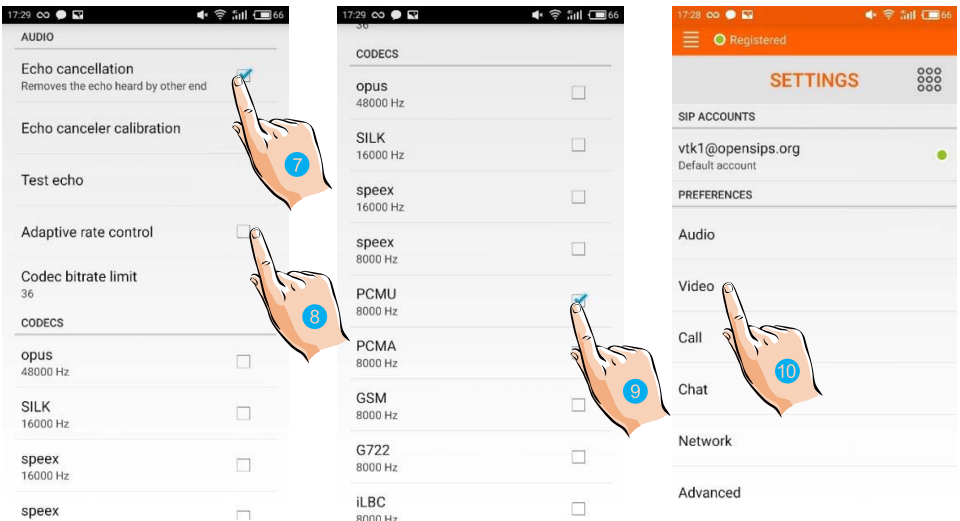 17:29 66
AUDIO
Echo cancellation
Removes the echo heard by other end
7
Echo canceler calibration
Test echo
Adaptive rate control
8
Codec bitrate limit
36
CODECS
opus
48000 Hz
SILK
16000 Hz
speex
16000 Hz
speex
17:29 66
36
CODECS
opus
48000 Hz
SILK
16000 Hz
speex
16000 Hz
speex
8000 Hz
PCMU
8000 Hz
9
PCMA
8000 Hz
GSM
8000 Hz
G722
8000 Hz
iLBC
8000 Hz
17:28 66
Registered
SETTINGS
SIP ACCOUNTS
vtk1@opensips.org
Default account
PREFERENCES
Audio
Video
10
Call
Chat
Network
Advanced